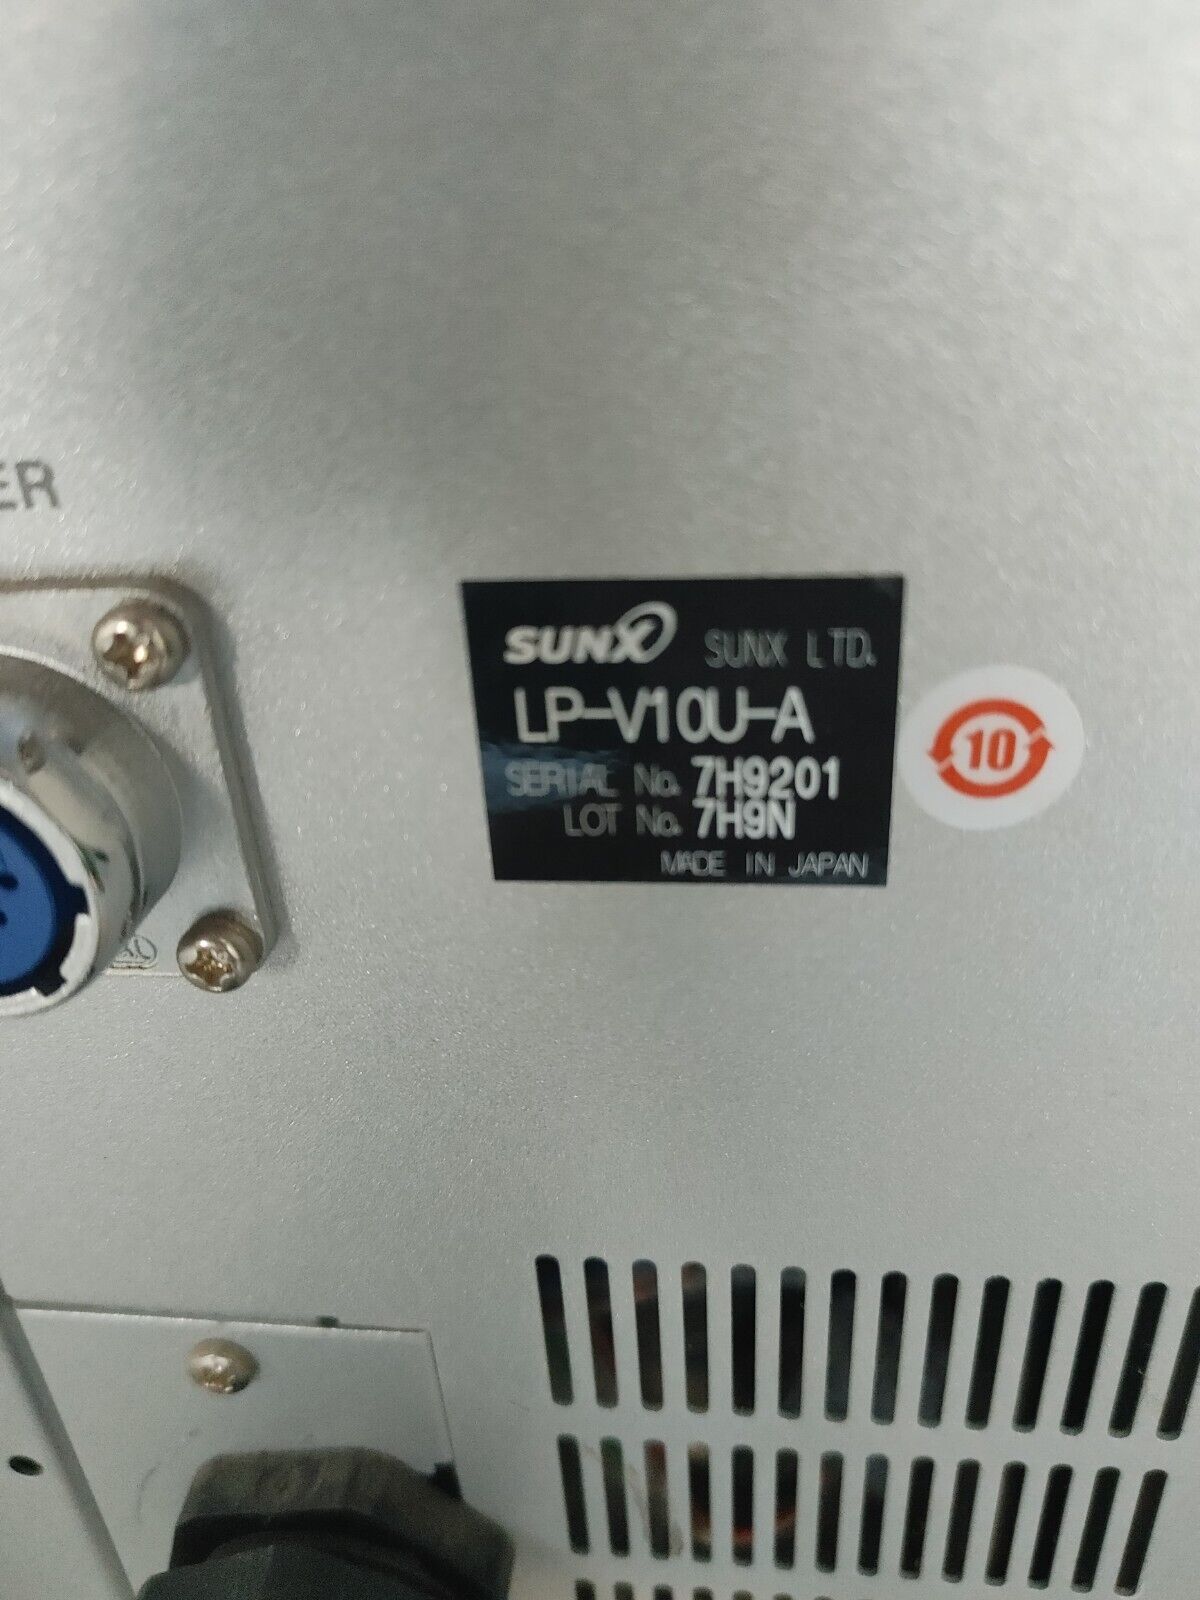 ER
SUNX SUNX LTD.
LP-V10U-A
SERIAL No. 7H9201
LOT No. 7H9N
MADE IN JAPAN
10